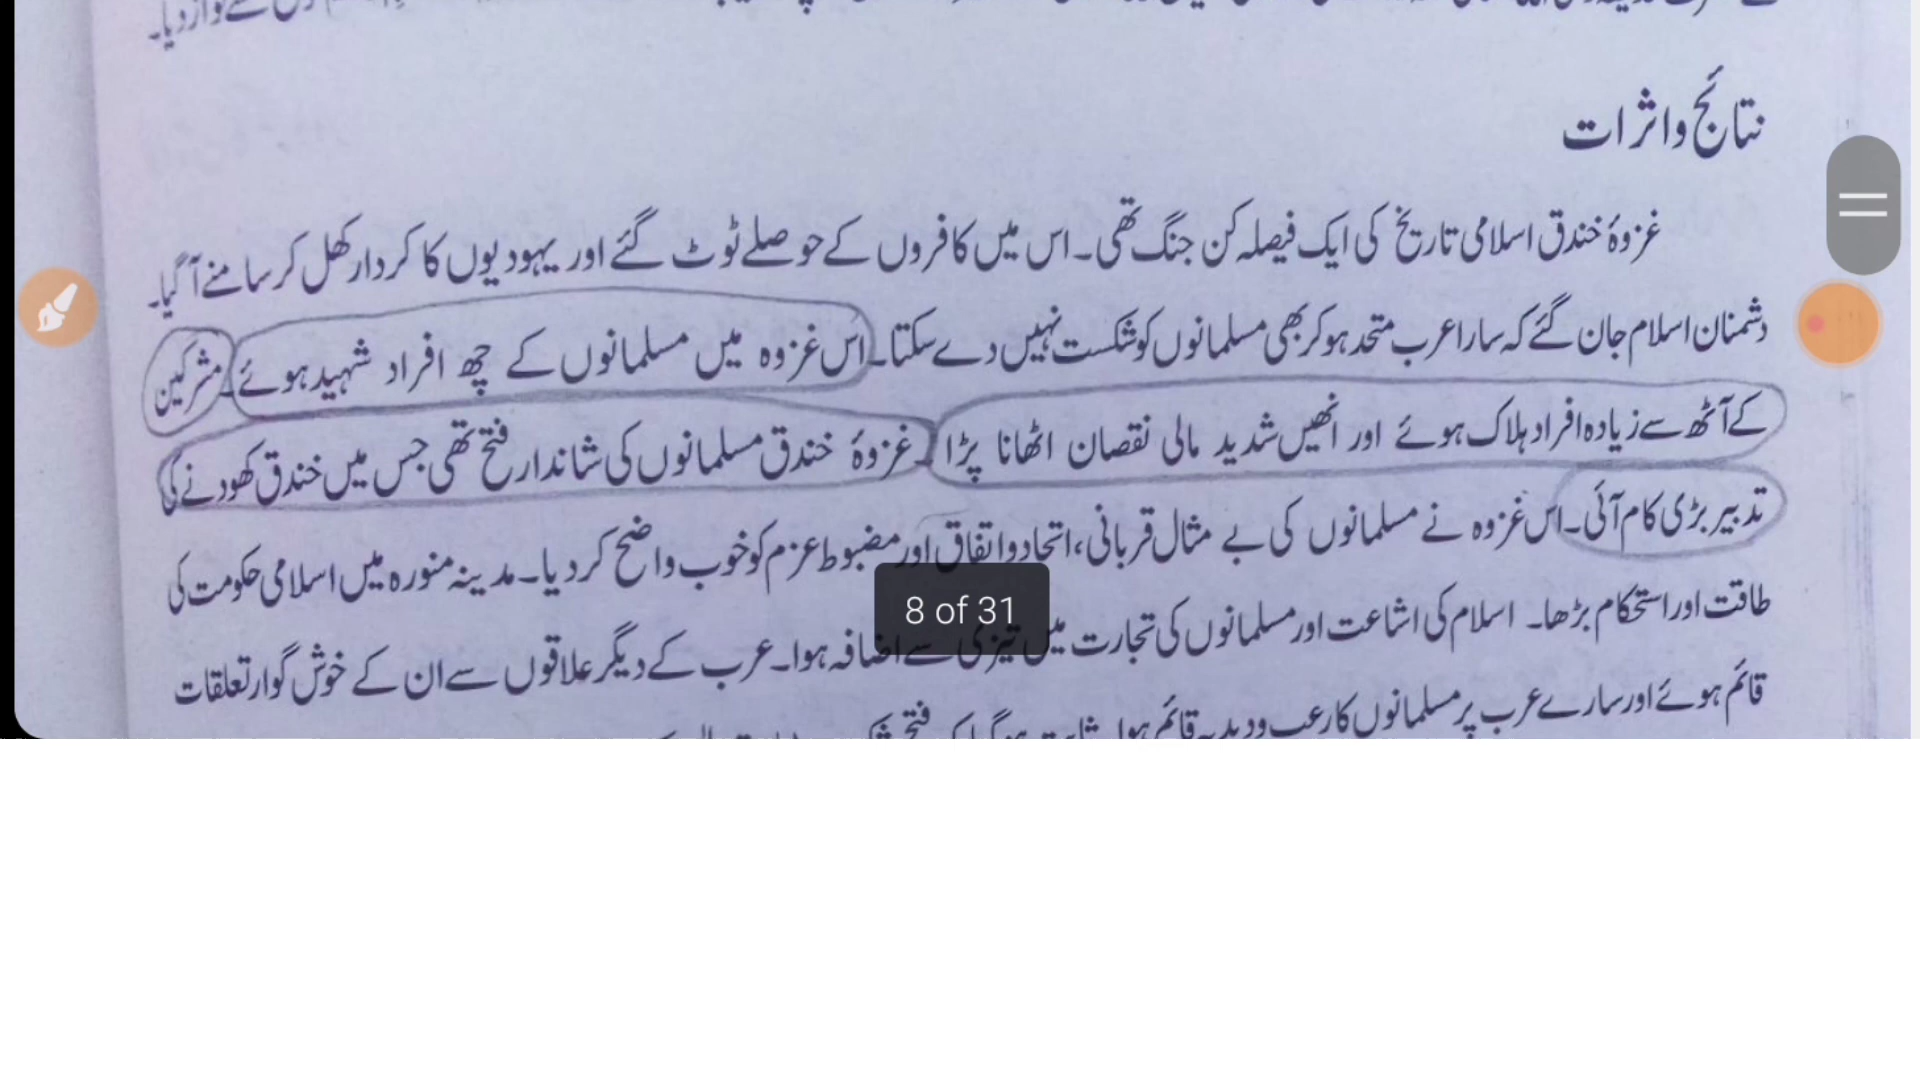 سے نواز دیا۔
نتائج و اثرات
غزوۂ خندق اسلامی تاریخ کی ایک فیصلہ کن جنگ تھی۔ اس میں کافروں کے حوصلے ٹوٹ گئے اور یہودیوں کا کردار کھل کر سامنے آ گیا۔
دشمنان اسلام جان گئے کہ سارا عرب متحد ہو کر بھی مسلمانوں کو شکست نہیں دے سکتا۔ اس غزوہ میں مسلمانوں کے چھ افراد شہید ہوئے۔ مشرکین
کے آٹھ سے زیادہ افراد ہلاک ہوئے اور انھیں شدید مالی نقصان اٹھانا پڑا۔ غزوۂ خندق مسلمانوں کی شاندار فتح تھی جس میں خندق کھودنے کی
تدبیر بڑی کام آئی۔ اس غزوہ نے مسلمانوں کی بے مثال قربانی، اتحاد و اتفاق اور مضبوط عزم کو خوب واضح کر دیا۔ مدینہ منورہ میں اسلامی حکومت کی
طاقت اور استحکام بڑھا۔ اسلام کی اشاعت اور مسلمانوں کی تجارت میں تیزی سے اضافہ ہوا۔ عرب کے دیگر علاقوں سے ان کے خوش گوار تعلقات
قائم ہوئے اور سارے عرب پر مسلمانوں کا رعب و دبدبہ قائم ہوا۔
8 of 31